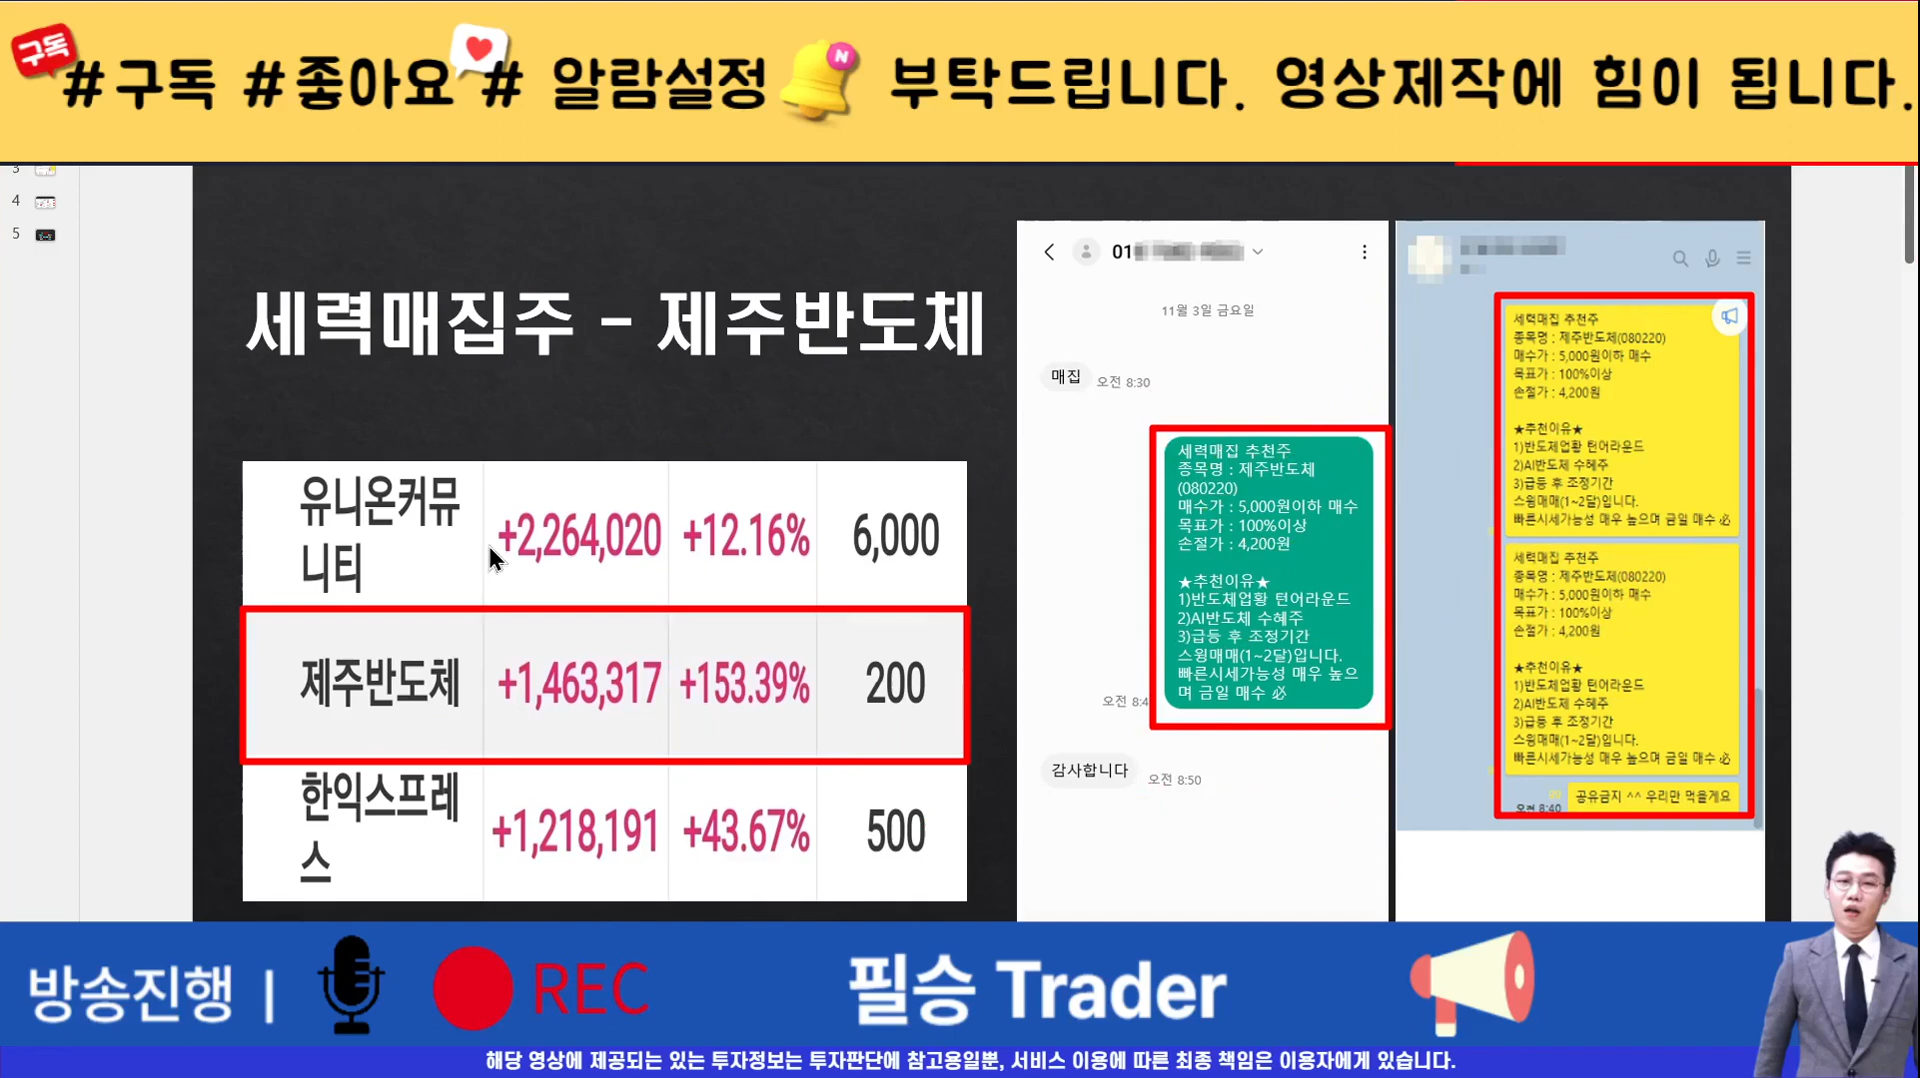 구독
#구독 #좋아요 # 알람설정 부탁드립니다. 영상제작에 힘이 됩니다.
N
3
4
5
세력매집주 - 제주반도체
유니온커뮤
니티
+2,264,020
+12.16%
6,000
제주반도체
+1,463,317
+153.39%
200
한익스프레
스
+1,218,191
+43.67%
500
01
11월 3일 금요일
매집
오전 8:30
세력매집 추천주
종목명 : 제주반도체
(080220)
매수가 : 5,000원이하 매수
목표가 : 100%이상
손절가 : 4,200원
★추천이유★
1)반도체업황 턴어라운드
2)AI반도체 수혜주
3)급등 후 조정기간
스윙매매(1~2달)입니다.
빠른시세가능성 매우 높으
며 금일 매수 必
오전 8:4
감사합니다
오전 8:50
세력매집 추천주
종목명 : 제주반도체(080220)
매수가 : 5,000원이하 매수
목표가 : 100%이상
손절가 : 4,200원
★추천이유★
1)반도체업황 턴어라운드
2)AI반도체 수혜주
3)급등 후 조정기간
스윙매매(1~2달)입니다.
빠른시세가능성 매우 높으며 금일 매수 必
세력매집 추천주
종목명 : 제주반도체(080220)
매수가 : 5,000원이하 매수
목표가 : 100%이상
손절가 : 4,200원
★추천이유★
1)반도체업황 턴어라운드
2)AI반도체 수혜주
3)급등 후 조정기간
스윙매매(1~2달)입니다.
빠른시세가능성 매우 높으며 금일 매수 必
공유금지 ^^ 우리만 먹을게요
오전 8:40
방송진행 |
REC
필승 Trader
해당 영상에 제공되는 있는 투자정보는 투자판단에 참고용일뿐, 서비스 이용에 따른 최종 책임은 이용자에게 있습니다.